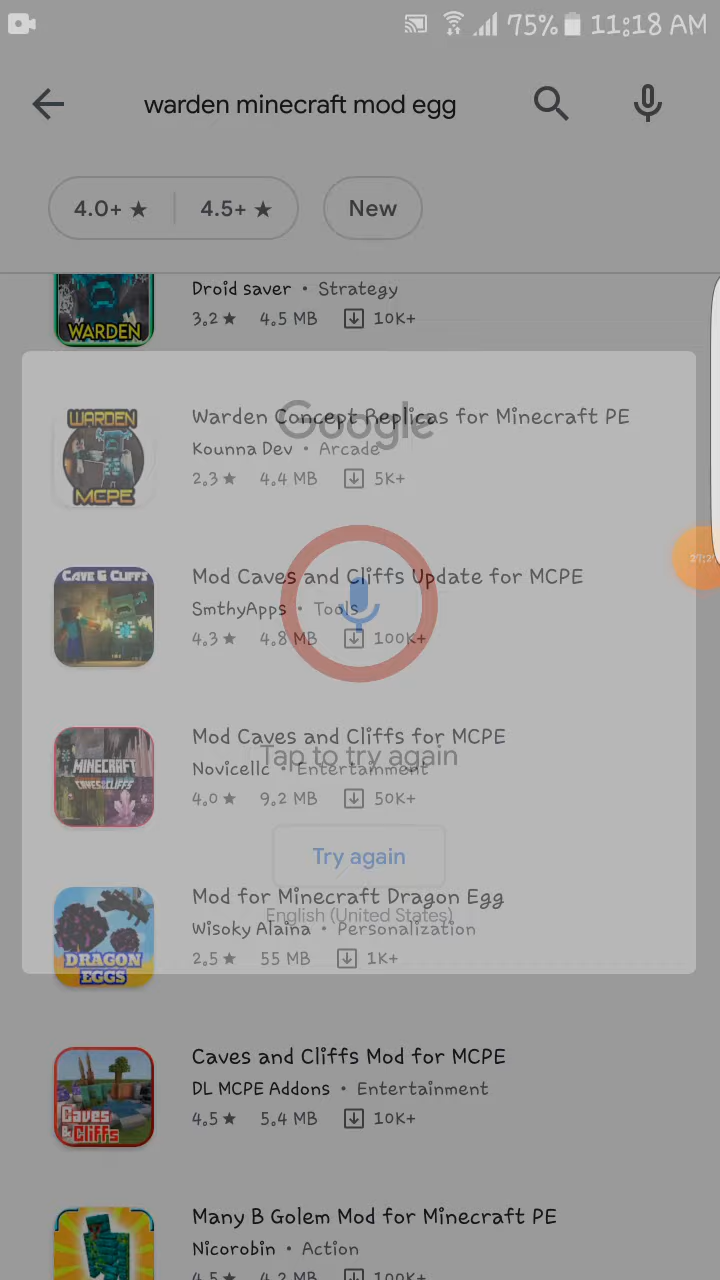 75% 11:18 AM
warden minecraft mod egg
4.0+ ★ 4.5+ ★ New
Droid saver • Strategy
3.2 ★ 4.5 MB 10K+
WARDEN
Warden Concept Replicas for Minecraft PE
Google
Kounna Dev • Arcade
2.3 ★ 4.4 MB 5K+
WARDEN
MCPE
Mod Caves and Cliffs Update for MCPE
SmthyApps • Tools
4.3 ★ 4.8 MB 100K+
CAVE & CLIFFS
Mod Caves and Cliffs for MCPE
Tap to try again
Novicellc • Entertainment
4.0 ★ 9.2 MB 50K+
MINECRAFT
CAVES & CLIFFS
Try again
Mod for Minecraft Dragon Egg
English (United States)
Wisoky Alaina • Personalization
2.5 ★ 55 MB 1K+
DRAGON
EGGS
Caves and Cliffs Mod for MCPE
DL MCPE Addons • Entertainment
4.5 ★ 5.4 MB 10K+
Caves
& Cliffs
Many B Golem Mod for Minecraft PE
Nicorobin • Action
4.5 ★ 4.2 MB 100K+